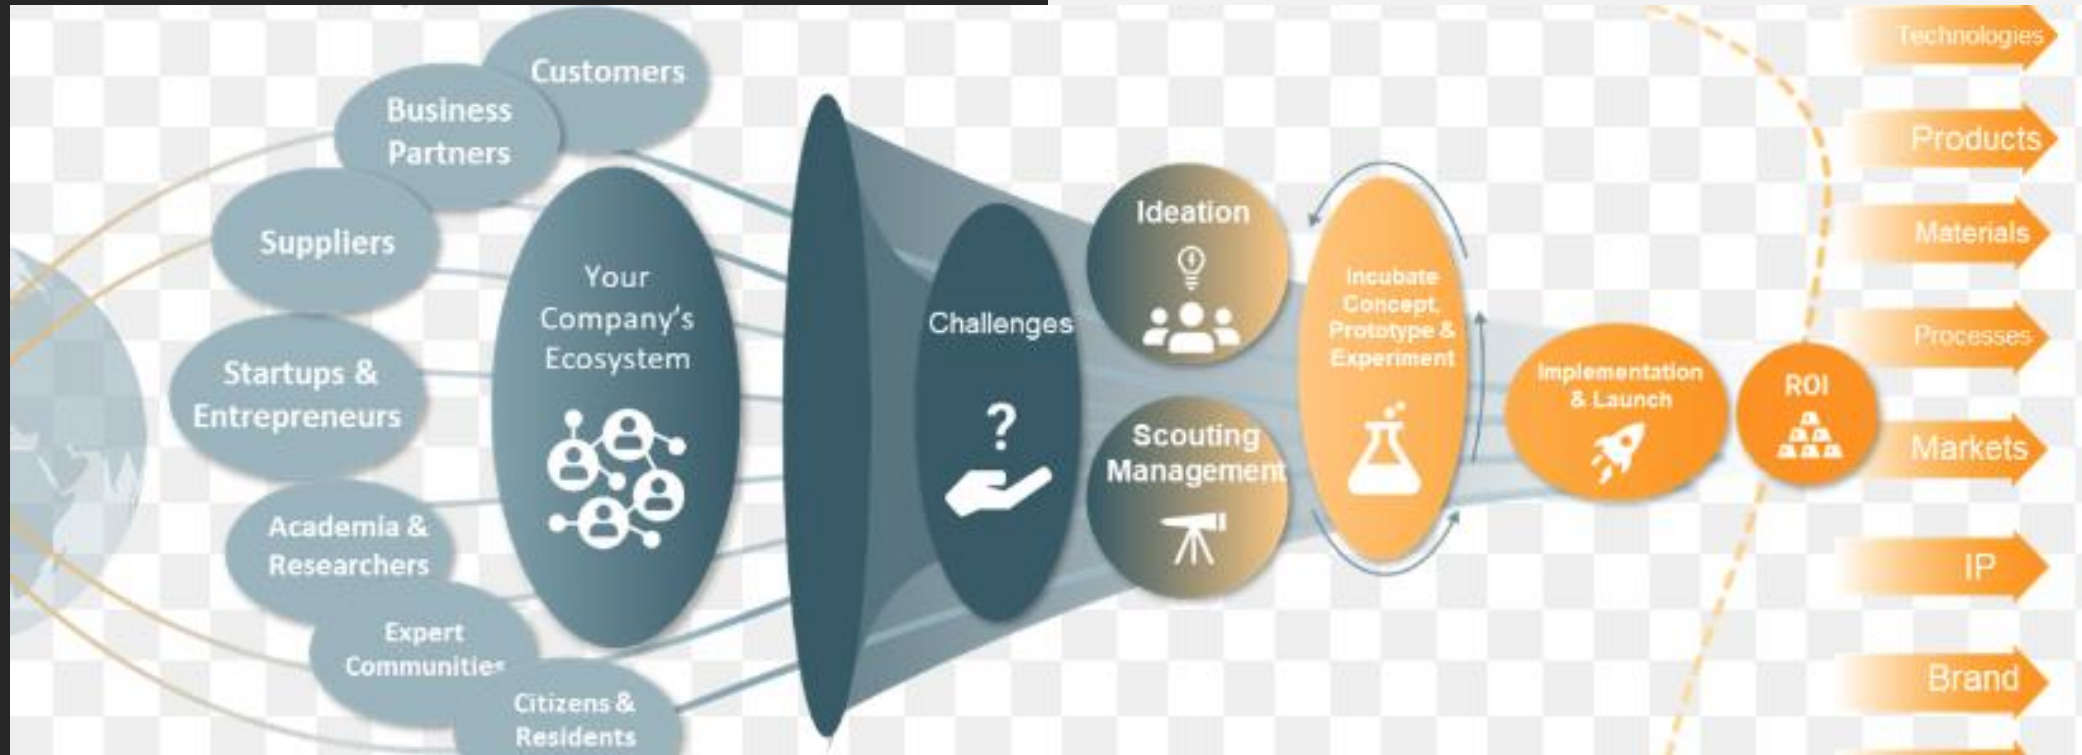 Customers
Business
Partners
Suppliers
Startups &
Entrepreneurs
Academia &
Researchers
Expert
Communities
Citizens &
Residents
Your
Company's
Ecosystem
Challenges
?
Ideation
Scouting
Management
Incubate
Concept,
Prototype &
Experiment
Implementation
& Launch
ROI
Technologies
Products
Materials
Processes
Markets
IP
Brand